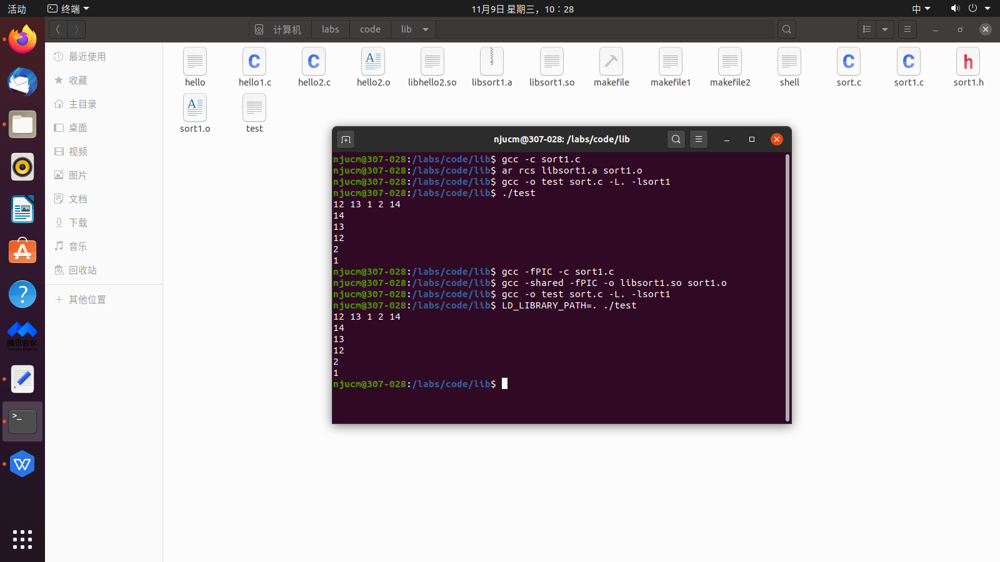 活动 终端 11月9日 星期三，10：28 中
计算机 labs code lib
最近使用
收藏
主目录
桌面
视频
图片
文档
下载
音乐
回收站
其他位置
hello hello1.c hello2.c hello2.o libhello2.so libsort1.a libsort1.so makefile makefile1 makefile2 shell sort.c sort1.c sort1.h
sort1.o test
njucm@307-028: /labs/code/lib
njucm@307-028:/labs/code/lib$ gcc -c sort1.c
njucm@307-028:/labs/code/lib$ ar rcs libsort1.a sort1.o
njucm@307-028:/labs/code/lib$ gcc -o test sort.c -L. -lsort1
njucm@307-028:/labs/code/lib$ ./test
12 13 1 2 14
14
13
12
2
1
njucm@307-028:/labs/code/lib$ gcc -fPIC -c sort1.c
njucm@307-028:/labs/code/lib$ gcc -shared -fPIC -o libsort1.so sort1.o
njucm@307-028:/labs/code/lib$ gcc -o test sort.c -L. -lsort1
njucm@307-028:/labs/code/lib$ LD_LIBRARY_PATH=. ./test
12 13 1 2 14
14
13
12
2
1
njucm@307-028:/labs/code/lib$
腾讯会议
Tencent Meeting